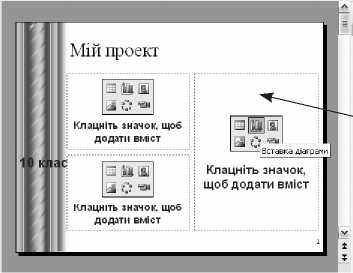 Мій проект
Клацніть значок, щоб
додати вміст
10 клас
Клацніть значок, щоб
додати вміст
Вставка діаграми
Клацніть значок,
щоб додати вміст
1